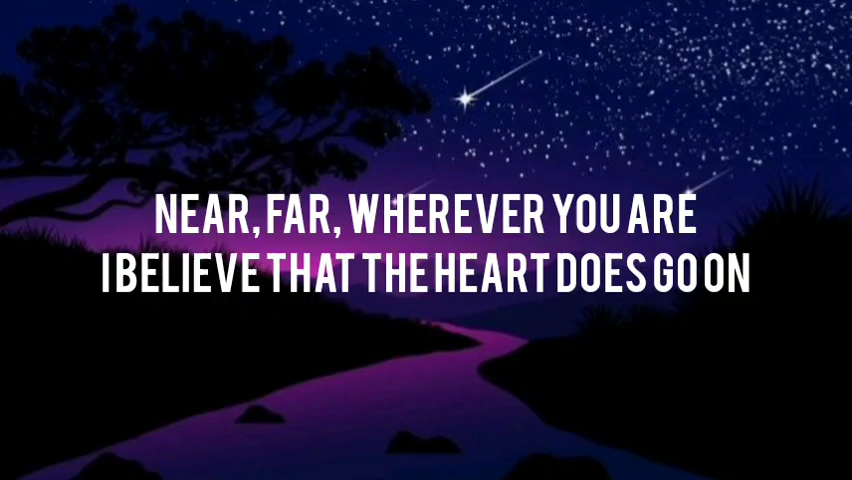 NEAR, FAR, WHEREVER YOU ARE
I BELIEVE THAT THE HEART DOES GO ON